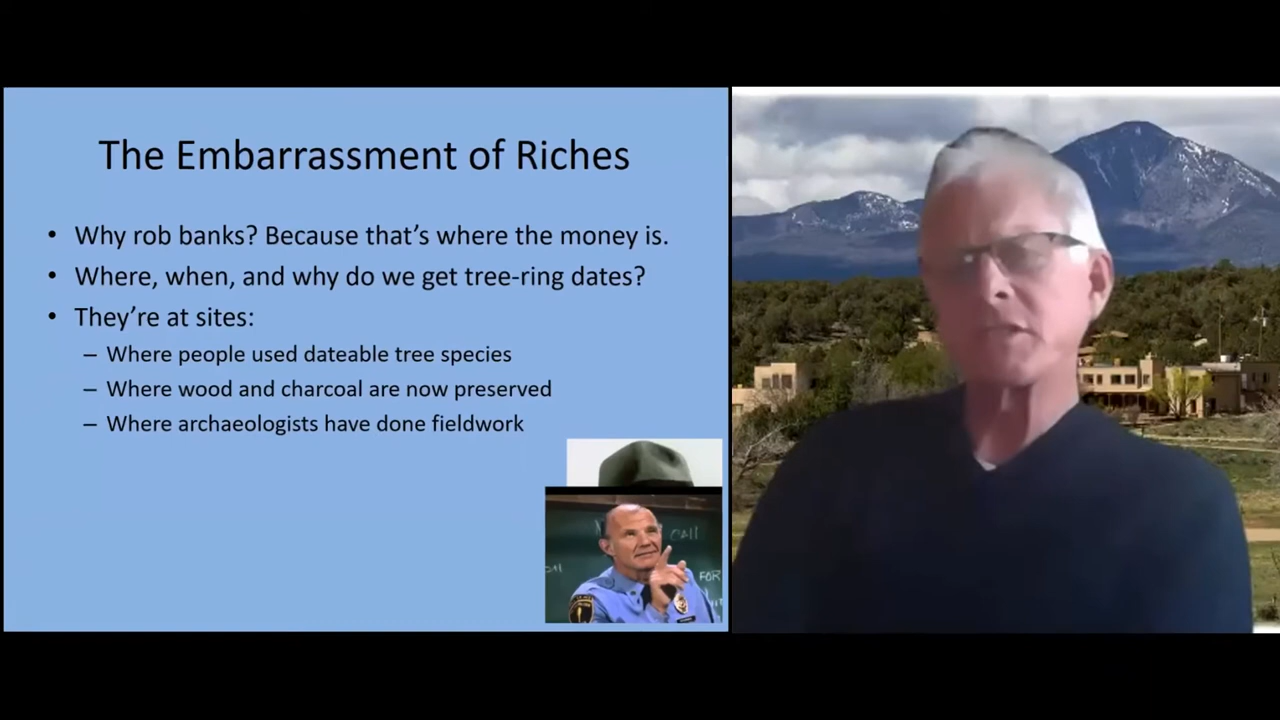 The Embarrassment of Riches
• Why rob banks? Because that’s where the money is.
• Where, when, and why do we get tree-ring dates?
• They’re at sites:
– Where people used dateable tree species
– Where wood and charcoal are now preserved
– Where archaeologists have done fieldwork
CALL
FOR